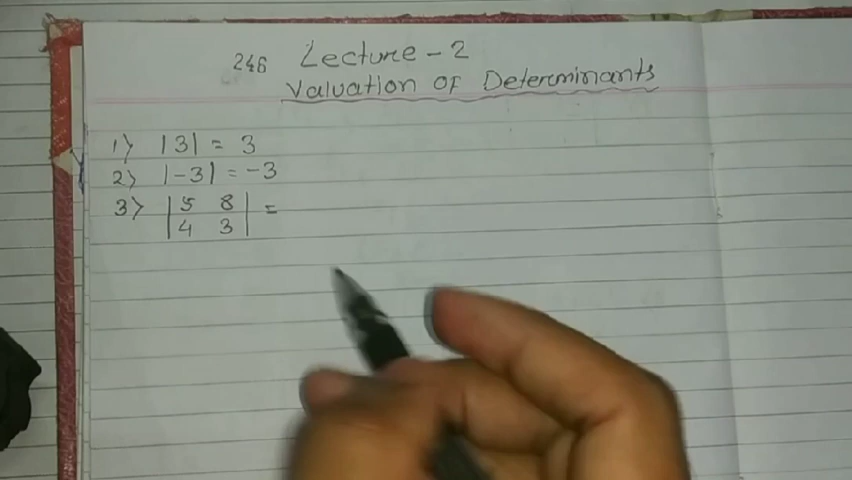 246 Lecture - 2
Valuation OF Determinants
1) |3| = 3
2) |-3| = -3
3) |5 8| =
|4 3|